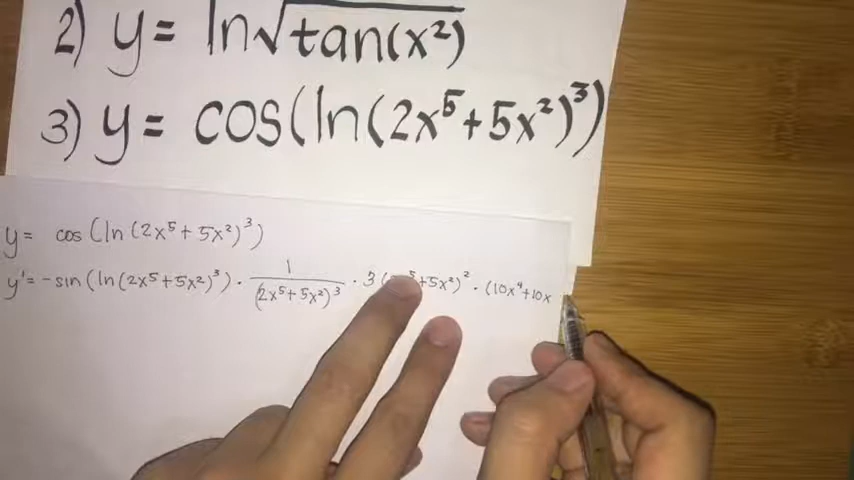 2) y = ln√tan(x²)
3) y = cos(ln(2x⁵+5x²)³)
y = cos(ln(2x⁵+5x²)³)
y' = -sin(ln(2x⁵+5x²)³) · 1/(2x⁵+5x²)³ · 3( ⁵+5x²)² · (10x⁴+10x